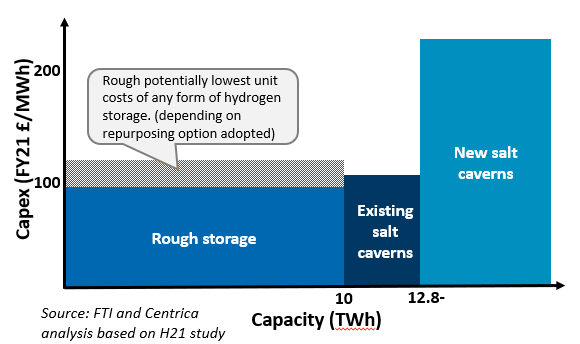 Capex (FY21 £/MWh)
200
100
Rough potentially lowest unit
costs of any form of hydrogen
storage. (depending on
repurposing option adopted)
Rough storage
Existing
salt
caverns
New salt
caverns
10
12.8-
Capacity (TWh)
Source: FTI and Centrica
analysis based on H21 study